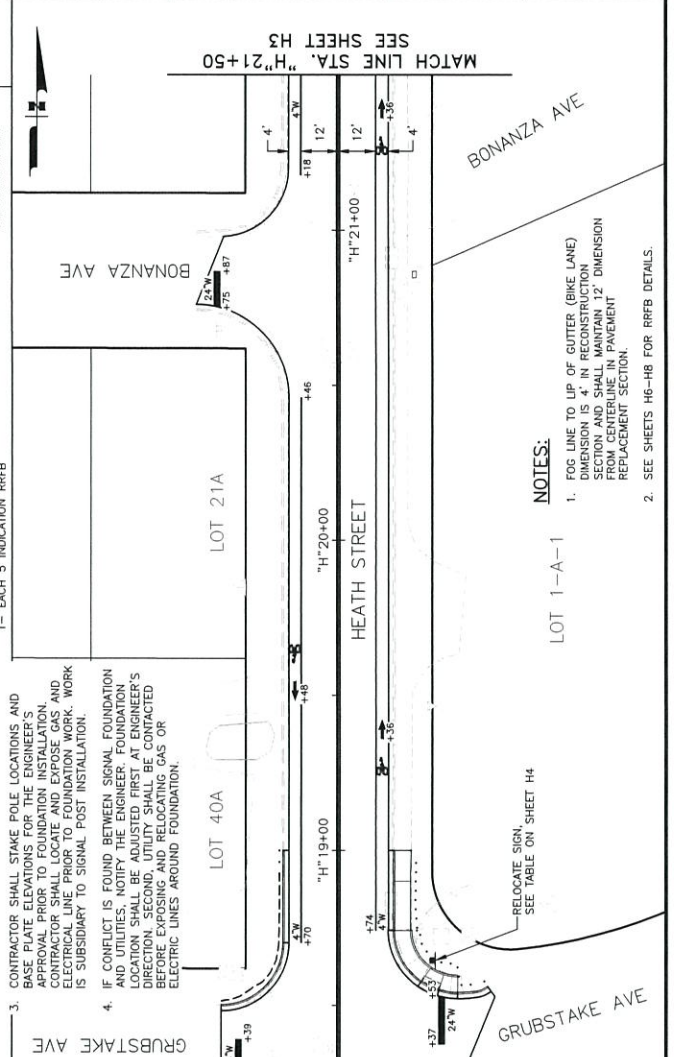 1- EACH 5 INDICATION RRFB
3. CONTRACTOR SHALL STAKE POLE LOCATIONS AND
BASE PLATE ELEVATIONS FOR THE ENGINEER'S
APPROVAL PRIOR TO FOUNDATION INSTALLATION.
CONTRACTOR SHALL LOCATE AND EXPOSE GAS AND
ELECTRICAL LINE PRIOR TO FOUNDATION WORK. WORK
IS SUBSIDIARY TO SIGNAL POST INSTALLATION.
4. IF CONFLICT IS FOUND BETWEEN SIGNAL FOUNDATION
AND UTILITIES, NOTIFY THE ENGINEER. FOUNDATION
LOCATION SHALL BE ADJUSTED FIRST AT ENGINEER'S
DIRECTION. SECOND, UTILITY SHALL BE CONTACTED
BEFORE EXPOSING AND RELOCATING GAS OR
ELECTRIC LINES AROUND FOUNDATION.
N
GRUBSTAKE AVE
BONANZA AVE
LOT 40A
LOT 21A
"W
+39
24"W
+75
+87
4"W
+70
+48
+46
+18
4"W
4'
12'
12'
4'
"H"19+00
"H"20+00
"H"21+00
HEATH STREET
MATCH LINE STA. "H"21+50
SEE SHEET H3
+74
4"W
+36
+36
+53
+37
24"W
RELOCATE SIGN,
SEE TABLE ON SHEET H4
GRUBSTAKE AVE
LOT 1-A-1
BONANZA AVE
NOTES:
1. FOG LINE TO LIP OF GUTTER (BIKE LANE)
DIMENSION IS 4' IN RECONSTRUCTION
SECTION AND SHALL MAINTAIN 12' DIMENSION
FROM CENTERLINE IN PAVEMENT
REPLACEMENT SECTION.
2. SEE SHEETS H6-H8 FOR RRFB DETAILS.